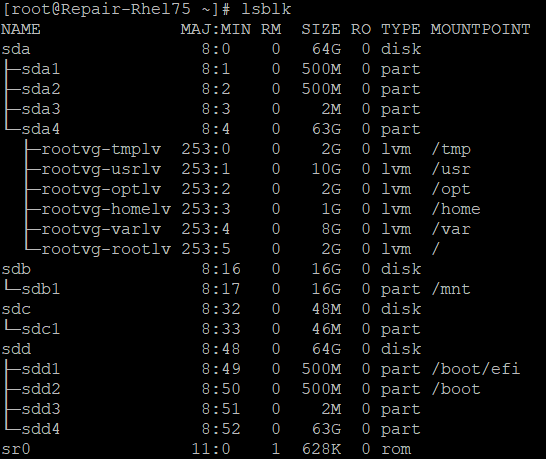 [root@Repair-Rhel75 ~]# lsblk
NAME                MAJ:MIN RM  SIZE RO TYPE MOUNTPOINT
sda                   8:0    0   64G  0 disk
├─sda1                8:1    0  500M  0 part
├─sda2                8:2    0  500M  0 part
├─sda3                8:3    0    2M  0 part
└─sda4                8:4    0   63G  0 part
  ├─rootvg-tmplv    253:0    0    2G  0 lvm  /tmp
  ├─rootvg-usrlv    253:1    0   10G  0 lvm  /usr
  ├─rootvg-optlv    253:2    0    2G  0 lvm  /opt
  ├─rootvg-homelv   253:3    0    1G  0 lvm  /home
  ├─rootvg-varlv    253:4    0    8G  0 lvm  /var
  └─rootvg-rootlv   253:5    0    2G  0 lvm  /
sdb                   8:16   0   16G  0 disk
└─sdb1                8:17   0   16G  0 part /mnt
sdc                   8:32   0   48M  0 disk
└─sdc1                8:33   0   46M  0 part
sdd                   8:48   0   64G  0 disk
├─sdd1                8:49   0  500M  0 part /boot/efi
├─sdd2                8:50   0  500M  0 part /boot
├─sdd3                8:51   0    2M  0 part
└─sdd4                8:52   0   63G  0 part
sr0                  11:0    1  628K  0 rom